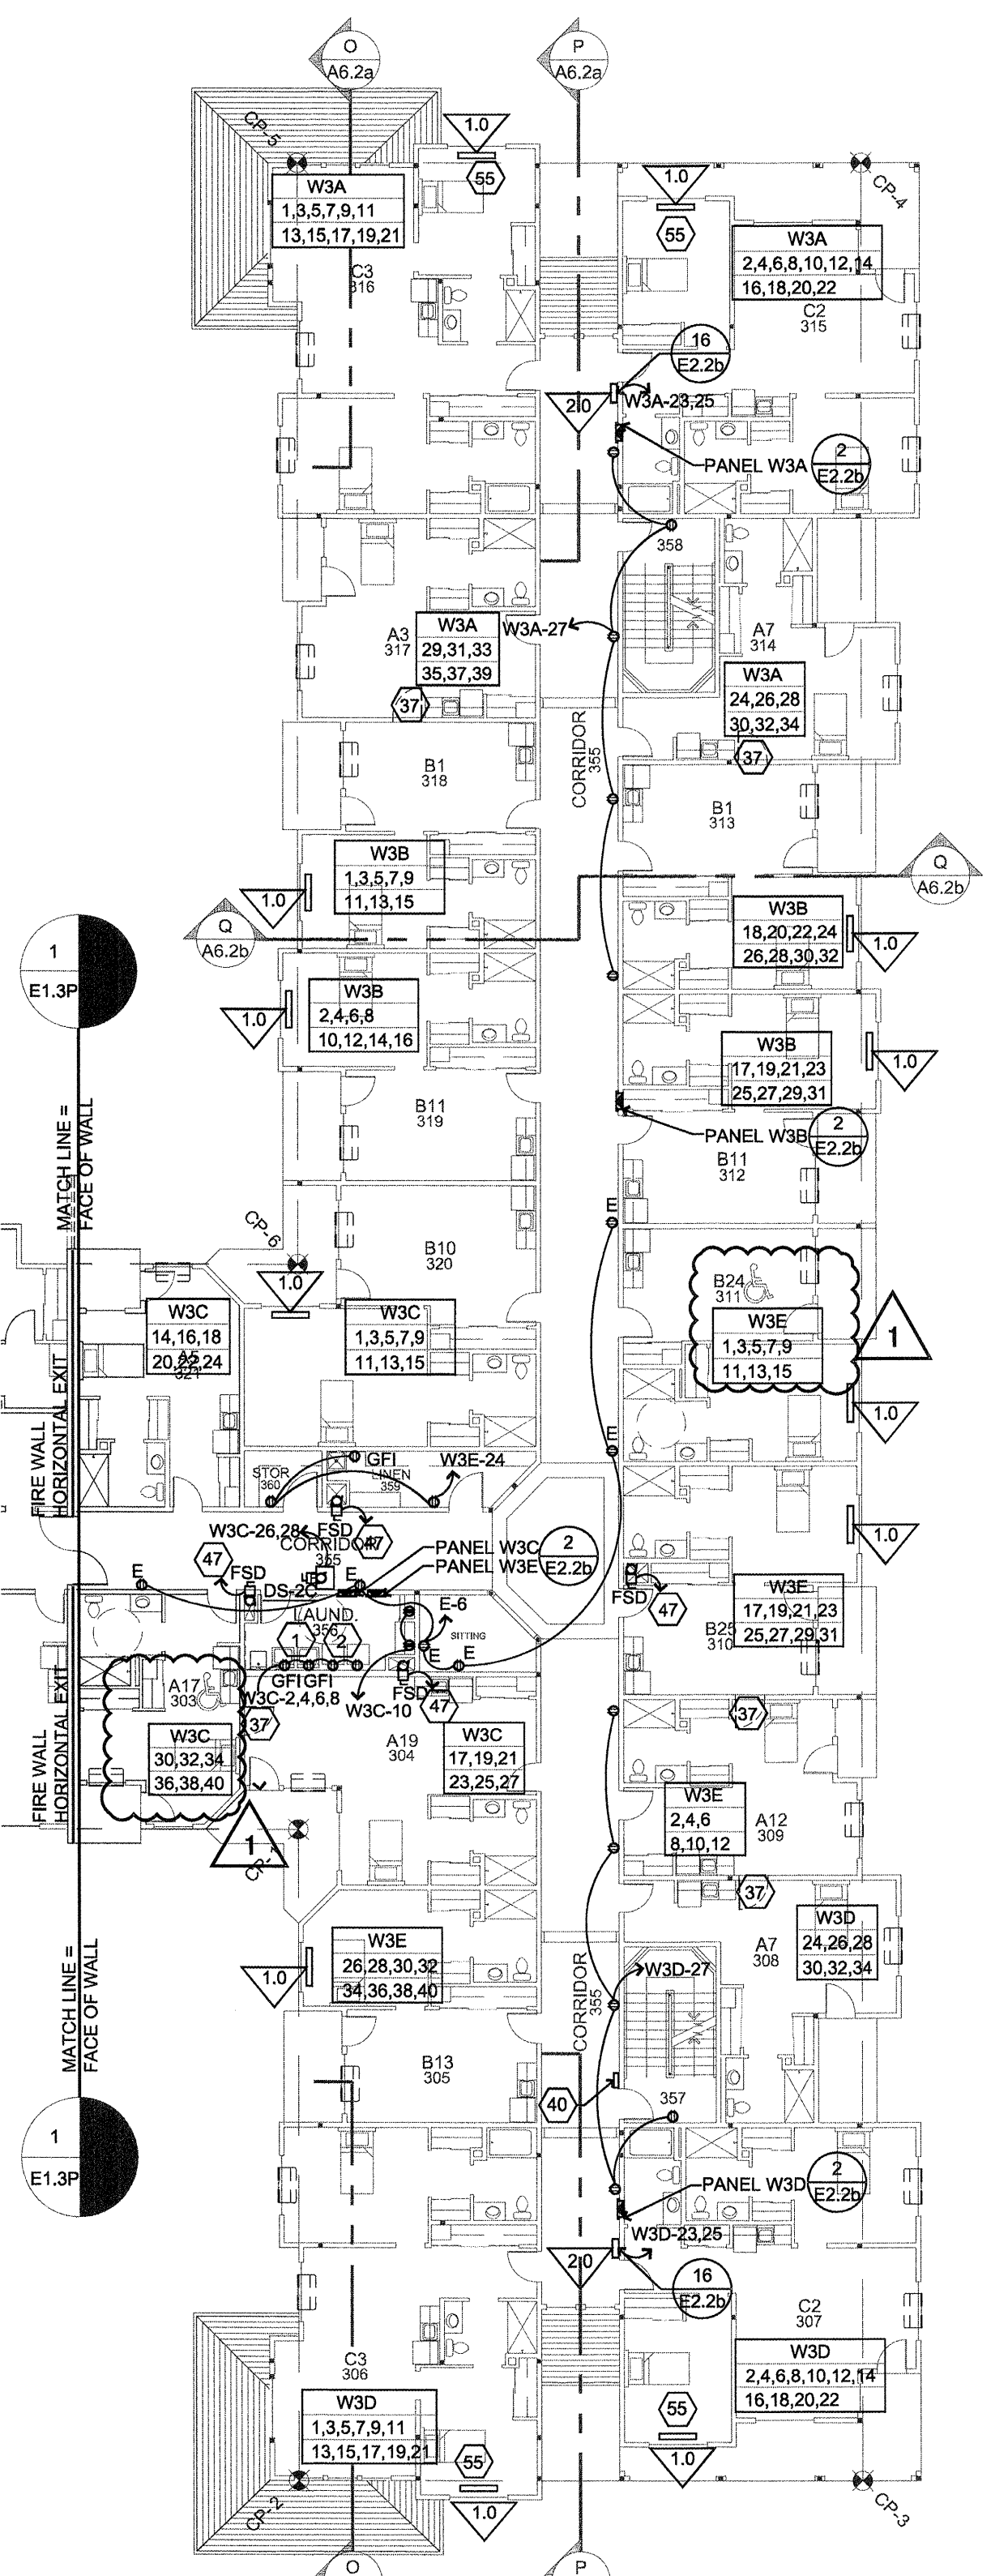 O
A6.2a
P
A6.2a
CP-5
1.0
55
1.0
55
CP-4
W3A
1,3,5,7,9,11
13,15,17,19,21
C3
316
W3A
2,4,6,8,10,12,14
16,18,20,22
C2
315
16
E2.2b
W3A-23,25
2.0
PANEL W3A
2
E2.2b
358
A3
317
W3A
29,31,33
35,37,39
W3A-27
A7
314
W3A
24,26,28
30,32,34
37
37
CORRIDOR
355
B1
318
B1
313
W3B
1,3,5,7,9
11,13,15
1.0
Q
A6.2b
Q
A6.2b
W3B
18,20,22,24
26,28,30,32
1.0
1
E1.3P
W3B
2,4,6,8
10,12,14,16
1.0
W3B
17,19,21,23
25,27,29,31
1.0
MATCH LINE =
FACE OF WALL
B11
319
PANEL W3B
2
E2.2b
B11
312
E
CP-6
B10
320
1.0
B24
311
W3E
1,3,5,7,9
11,13,15
1
W3C
14,16,18
20,22,24
A5
321
W3C
1,3,5,7,9
11,13,15
1.0
FIRE WALL
HORIZONTAL EXIT
E
GFI
STOR
360
LINEN
359
W3E-24
W3C-26,28
FSD
47
CORRIDOR
355
1.0
PANEL W3C
PANEL W3E
2
E2.2b
47
FSD
E
DS-2C
E
FSD
47
W3E
17,19,21,23
25,27,29,31
B25
310
LAUND.
356
E-6
SITTING
1
2
E
E
GFI
GFI
W3C-2,4,6,8
W3C-10
FSD
47
A17
303
37
W3C
30,32,34
36,38,40
A19
304
W3C
17,19,21
23,25,27
37
FIRE WALL
HORIZONTAL EXIT
W3E
2,4,6
8,10,12
A12
309
1
37
W3D
24,26,28
30,32,34
A7
308
W3E
26,28,30,32
34,36,38,40
1.0
W3D-27
CORRIDOR
355
MATCH LINE =
FACE OF WALL
B13
305
40
357
1
E1.3P
PANEL W3D
2
E2.2b
W3D-23,25
2.0
16
E2.2b
C2
307
C3
306
W3D
2,4,6,8,10,12,14
16,18,20,22
W3D
1,3,5,7,9,11
13,15,17,19,21
55
55
1.0
1.0
CP-2
CP-3
O
P